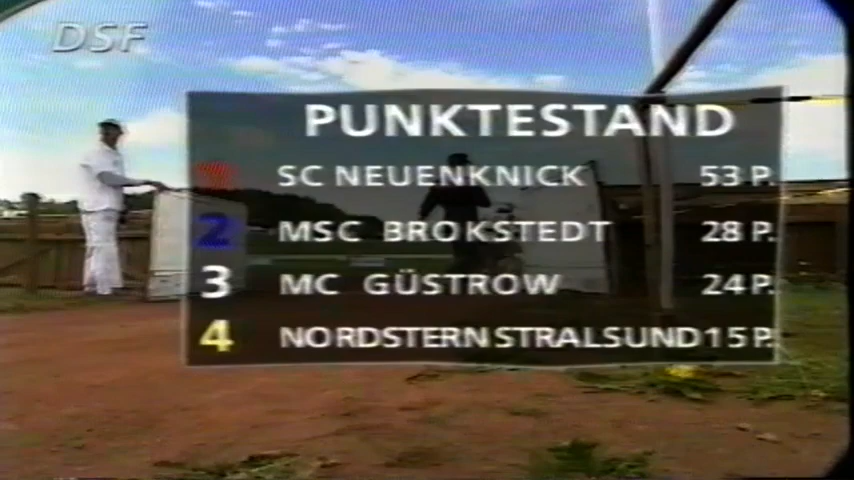 DSF
PUNKTESTAND
SC NEUENKNICK 53 P.
2 MSC BROKSTEDT 28 P.
3 MC GÜSTROW 24 P.
4 NORDSTERN STRALSUND 15 P.